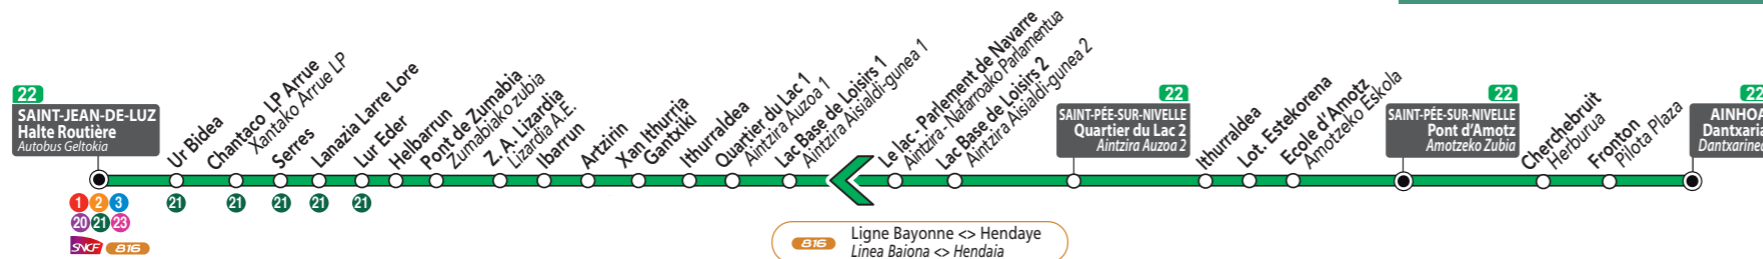 22
SAINT-JEAN-DE-LUZ
Halte Routière
Autobus Geltokia
1 2 3
20 21 23
SNCF 816
Ur Bidea
21
Chantaco LP Arrue
Xantako Arrue LP
21
Serres
21
Lanazia Larre Lore
21
Lur Eder
21
Helbarrun
Pont de Zumabia
Zumabiako zubia
Z. A. Lizardia
Lizardia A.E.
Ibarrun
Artzirin
Xan Ithurria
Gantxiki
Ithurraldea
Quartier du Lac 1
Aintzira Auzoa 1
Lac Base de Loisirs 1
Aintzira Aisialdi-gunea 1
Le lac - Parlement de Navarre
Aintzira- Nafarroako Parlamentua
Lac Base de Loisirs 2
Aintzira Aisialdi-gunea 2
22
SAINT-PÉE-SUR-NIVELLE
Quartier du Lac 2
Aintzira Auzoa 2
Ithurraldea
Lot. Estekorena
Ecole d'Amotz
Amotzeko Eskola
22
SAINT-PÉE-SUR-NIVELLE
Pont d'Amotz
Amotzeko Zubia
Cherchebruit
Herburua
Fronton
Pilota Plaza
22
AINHOA
Dantxaria
Dantxarinea
816
Ligne Bayonne <> Hendaye
Linea Baiona <> Hendaia